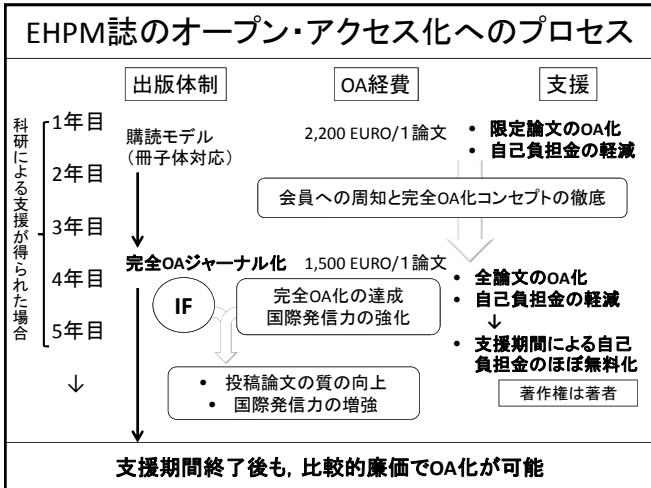 EHPM誌のオープン・アクセス化へのプロセス
出版体制
OA経費
支援
科研による支援が得られた場合
1年目
2年目
3年目
4年目
5年目
↓
購読モデル
（冊子体対応）
2,200 EURO/1論文
• 限定論文のOA化
• 自己負担金の軽減
会員への周知と完全OA化コンセプトの徹底
完全OAジャーナル化
1,500 EURO/1論文
IF
完全OA化の達成
国際発信力の強化
• 全論文のOA化
• 自己負担金の軽減
↓
• 支援期間による自己
負担金のほぼ無料化
著作権は著者
• 投稿論文の質の向上
• 国際発信力の増強
支援期間終了後も，比較的廉価でOA化が可能